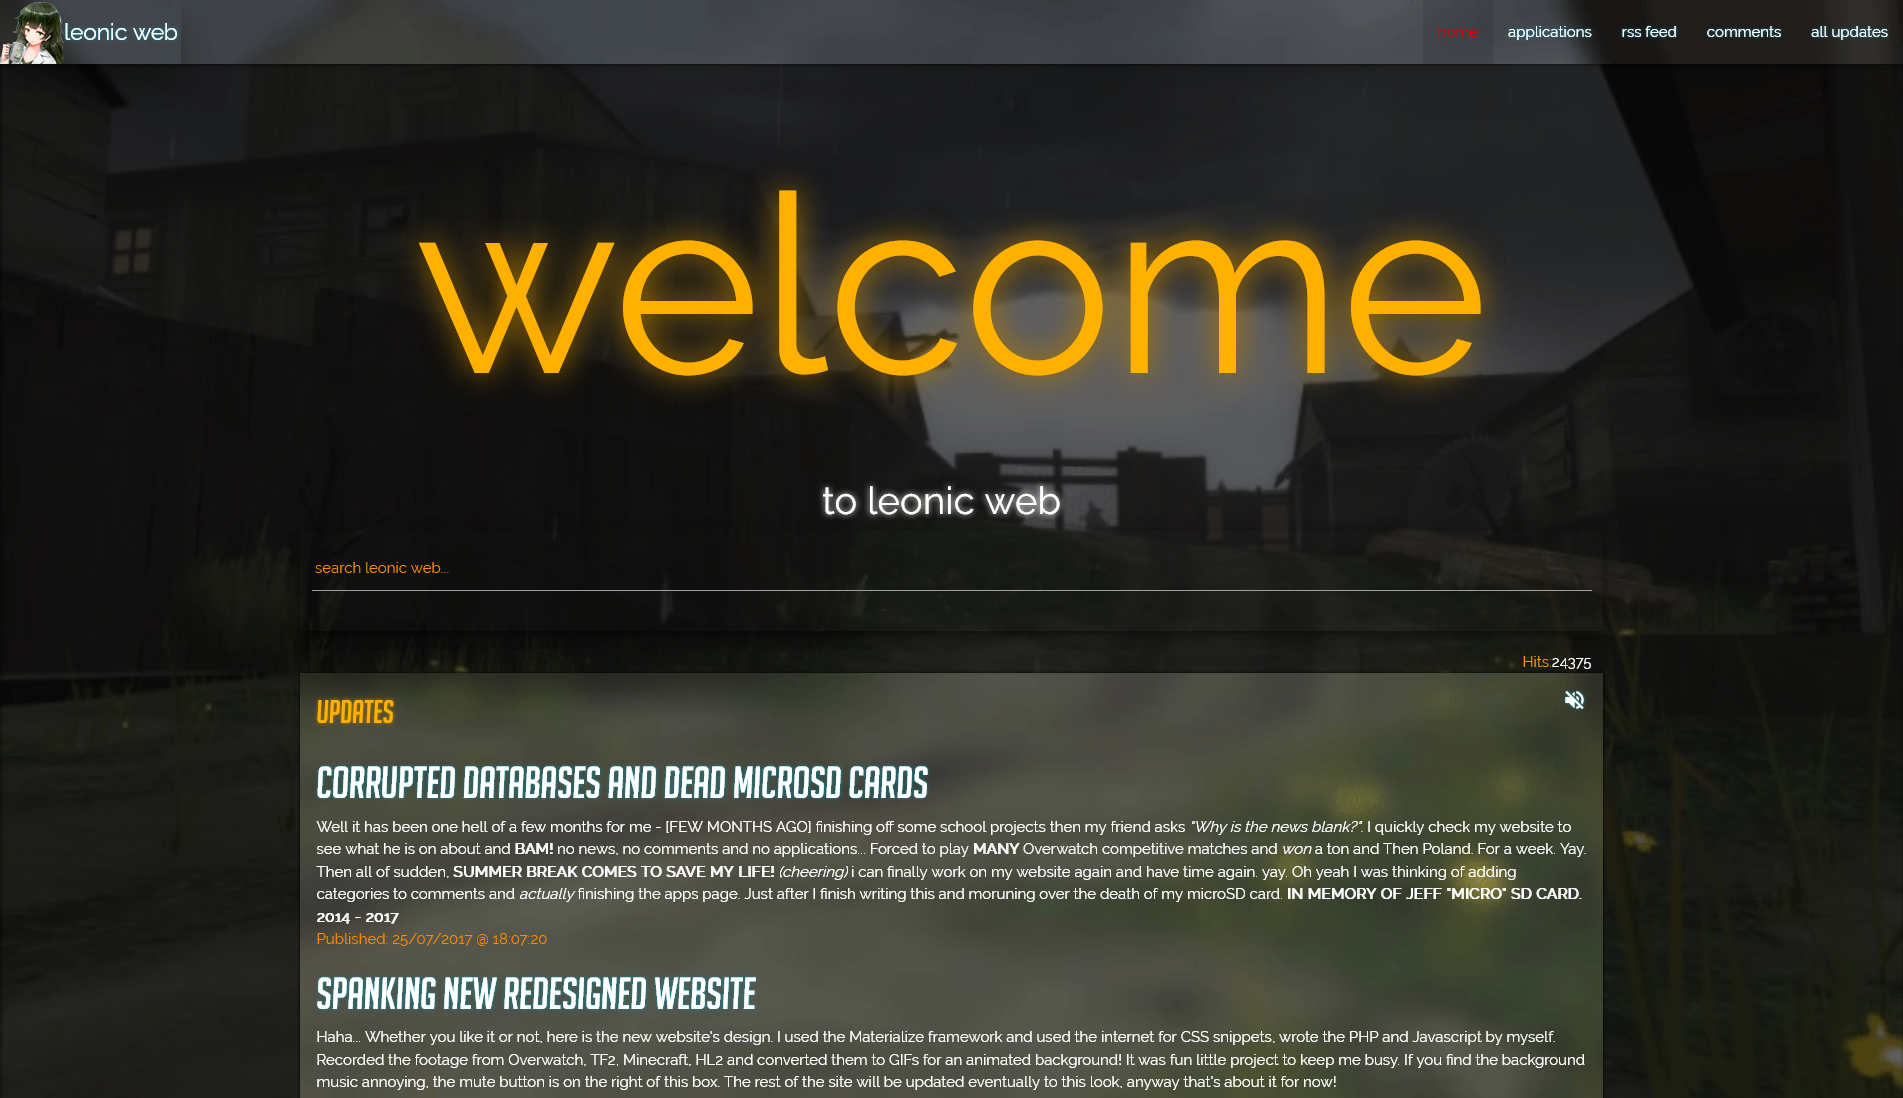 leonic web
home
applications
rss feed
comments
all updates
welcome
to leonic web
search leonic web...
Hits:24375
UPDATES
CORRUPTED DATABASES AND DEAD MICROSD CARDS
Well it has been one hell of a few months for me - [FEW MONTHS AGO] finishing off some school projects then my friend asks "Why is the news blank?". I quickly check my website to
see what he is on about and BAM! no news, no comments and no applications... Forced to play MANY Overwatch competitive matches and won a ton and Then Poland. For a week. Yay.
Then all of sudden, SUMMER BREAK COMES TO SAVE MY LIFE! (cheering) i can finally work on my website again and have time again. yay. Oh yeah I was thinking of adding
categories to comments and actually finishing the apps page. Just after I finish writing this and moruning over the death of my microSD card. IN MEMORY OF JEFF "MICRO" SD CARD.
2014 - 2017
Published: 25/07/2017 @ 18:07:20
SPANKING NEW REDESIGNED WEBSITE
Haha... Whether you like it or not, here is the new website's design. I used the Materialize framework and used the internet for CSS snippets, wrote the PHP and Javascript by myself.
Recorded the footage from Overwatch, TF2, Minecraft, HL2 and converted them to GIFs for an animated background! It was fun little project to keep me busy. If you find the background
music annoying, the mute button is on the right of this box. The rest of the site will be updated eventually to this look, anyway that's about it for now!